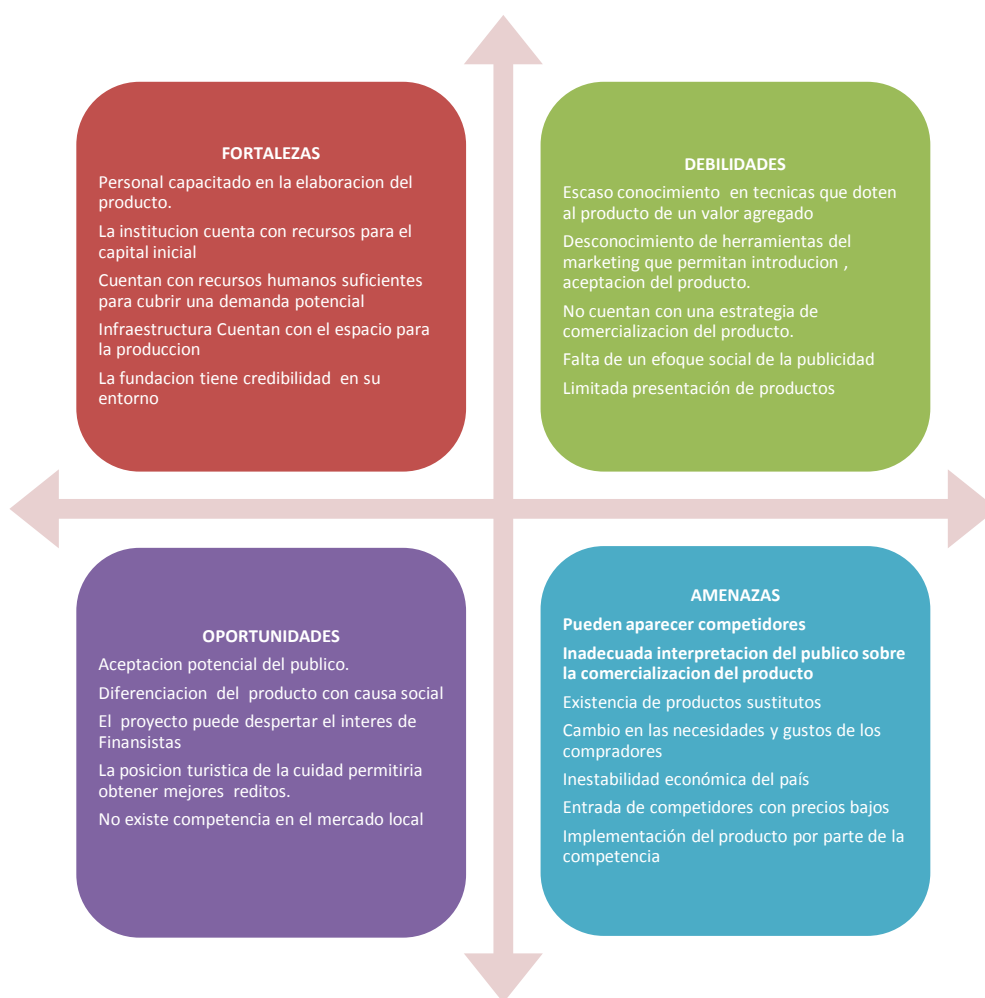 FORTALEZAS
Personal capacitado en la elaboracion del
producto.
La institucion cuenta con recursos para el
capital inicial
Cuentan con recursos humanos suficientes
para cubrir una demanda potencial
Infraestructura Cuentan con el espacio para
la produccion
La fundacion tiene credibilidad en su
entorno
DEBILIDADES
Escaso conocimiento en tecnicas que doten
al producto de un valor agregado
Desconocimiento de herramientas del
marketing que permitan introducion ,
aceptacion del producto.
No cuentan con una estrategia de
comercializacion del producto.
Falta de un efoque social de la publicidad
Limitada presentación de productos
OPORTUNIDADES
Aceptacion potencial del publico.
Diferenciacion del producto con causa social
El proyecto puede despertar el interes de
Finansistas
La posicion turistica de la cuidad permitiria
obtener mejores reditos.
No existe competencia en el mercado local
AMENAZAS
Pueden aparecer competidores
Inadecuada interpretacion del publico sobre
la comercializacion del producto
Existencia de productos sustitutos
Cambio en las necesidades y gustos de los
compradores
Inestabilidad económica del país
Entrada de competidores con precios bajos
Implementación del producto por parte de la
competencia